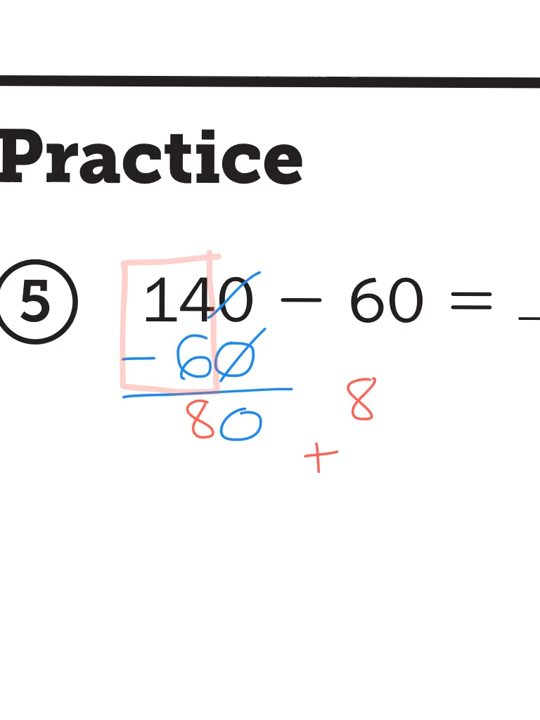 Practice
5 140 − 60 = _
− 60
80 8
+